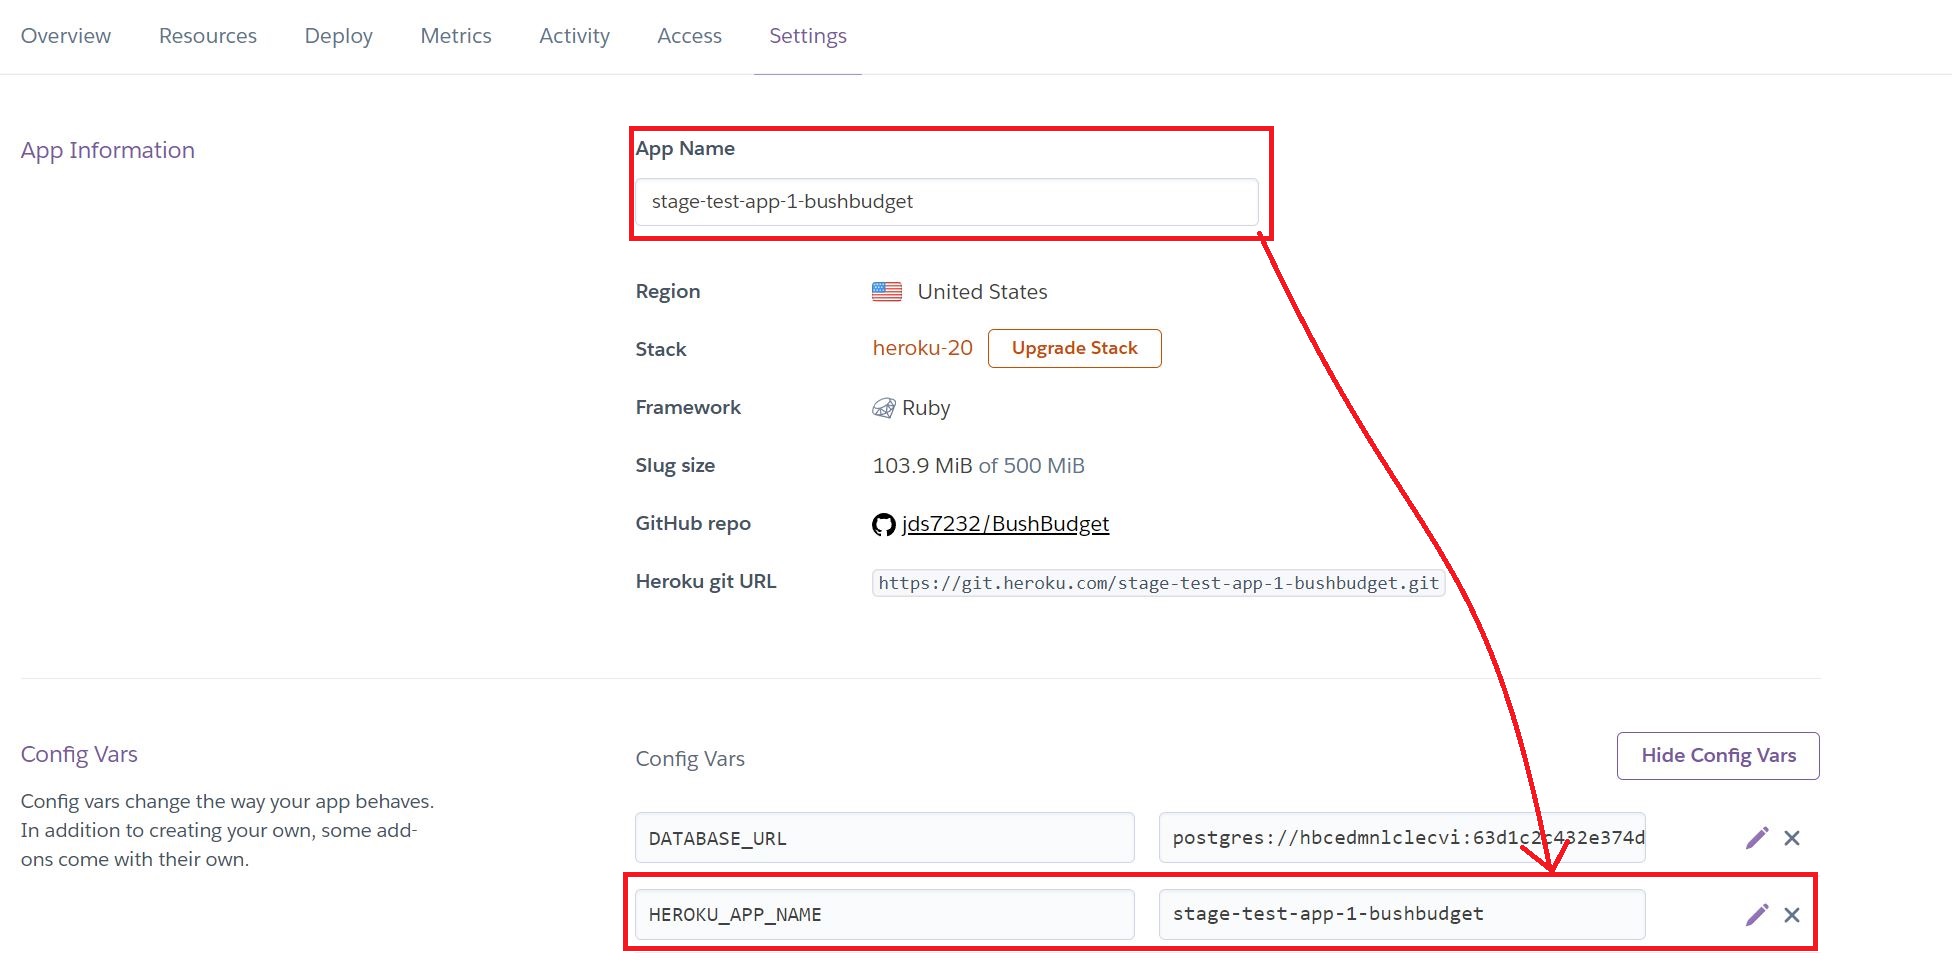 Overview Resources Deploy Metrics Activity Access Settings
App Information
App Name
stage-test-app-1-bushbudget
Region United States
Stack heroku-20 Upgrade Stack
Framework Ruby
Slug size 103.9 MiB of 500 MiB
GitHub repo jds7232/BushBudget
Heroku git URL https://git.heroku.com/stage-test-app-1-bushbudget.git
Config Vars
Config vars change the way your app behaves.
In addition to creating your own, some add-
ons come with their own.
Config Vars Hide Config Vars
DATABASE_URL postgres://hbcedmnlclecvi:63d1c2c432e374d
HEROKU_APP_NAME stage-test-app-1-bushbudget